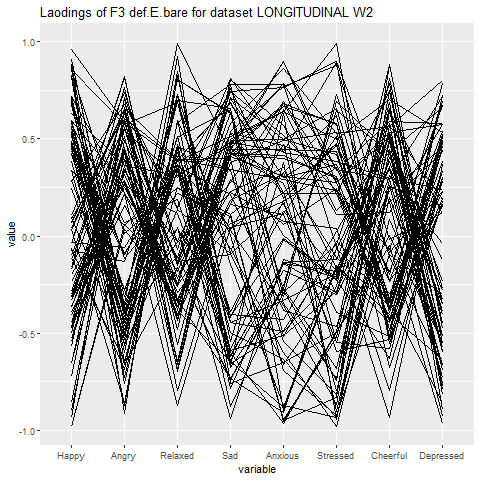 Laodings of F3 def.E.bare for dataset LONGITUDINAL W2
1.0
0.5
0.0
-0.5
-1.0
value
Happy Angry Relaxed Sad Anxious Stressed Cheerful Depressed
variable